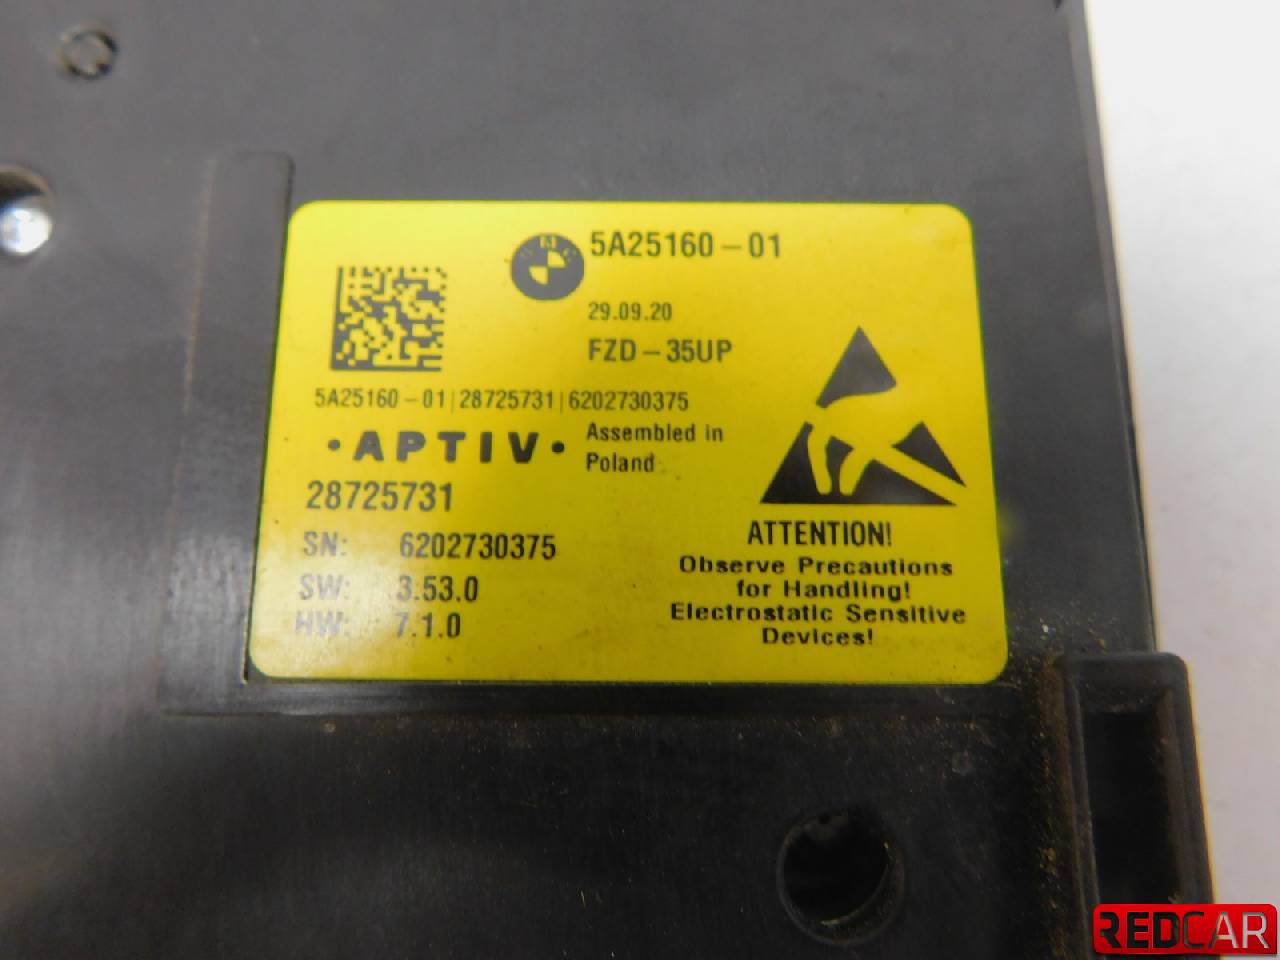 5A25160-01
29.09.20
FZD-35UP
5A25160-01|28725731|6202730375
•APTIV•
Assembled in
Poland
28725731
SN: 6202730375
SW: 3.53.0
HW: 7.1.0
ATTENTION!
Observe Precautions
for Handling!
Electrostatic Sensitive
Devices!
REDCAR